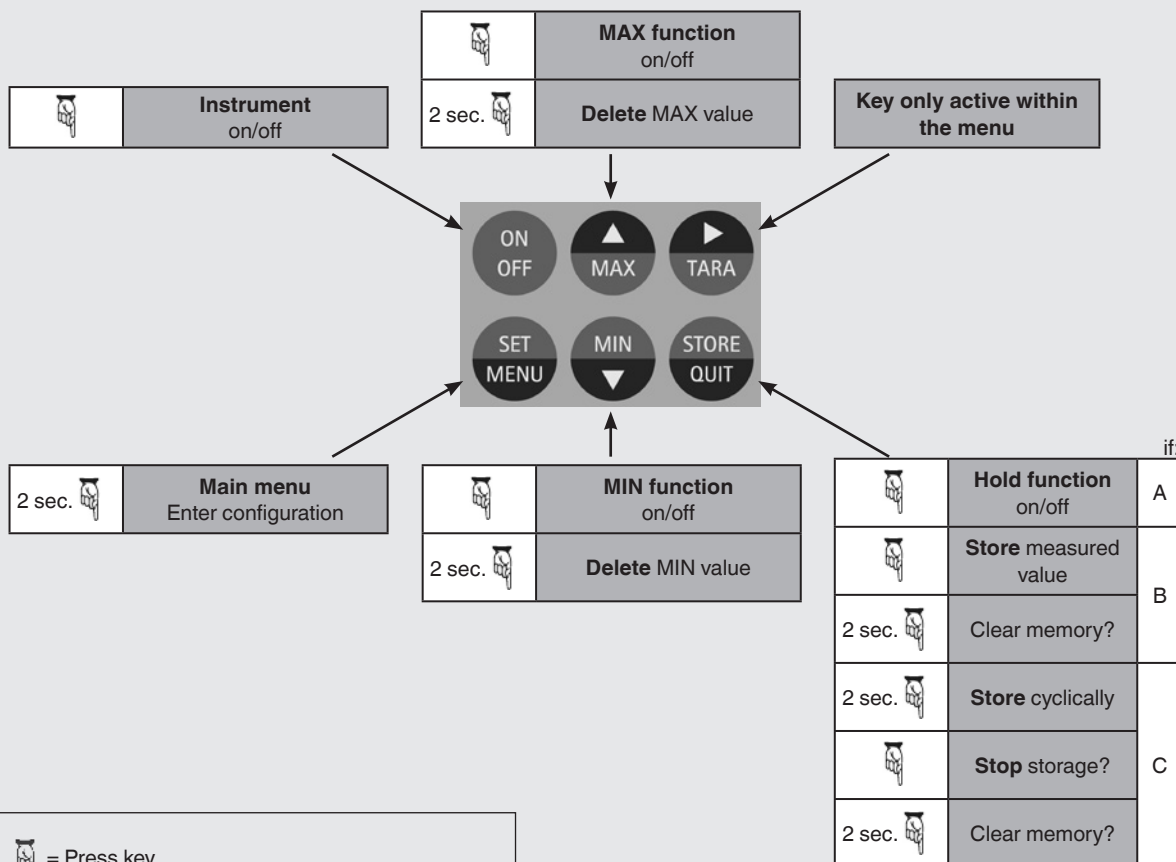 MAX function
on/off
2 sec.
Delete MAX value
Instrument
on/off
Key only active within
the menu
ON
OFF
MAX
TARA
SET
MENU
MIN
STORE
QUIT
2 sec.
Main menu
Enter configuration
MIN function
on/off
2 sec.
Delete MIN value
if:
Hold function
on/off
A
Store measured
value
B
2 sec.
Clear memory?
2 sec.
Store cyclically
Stop storage?
C
2 sec.
Clear memory?
= Press key